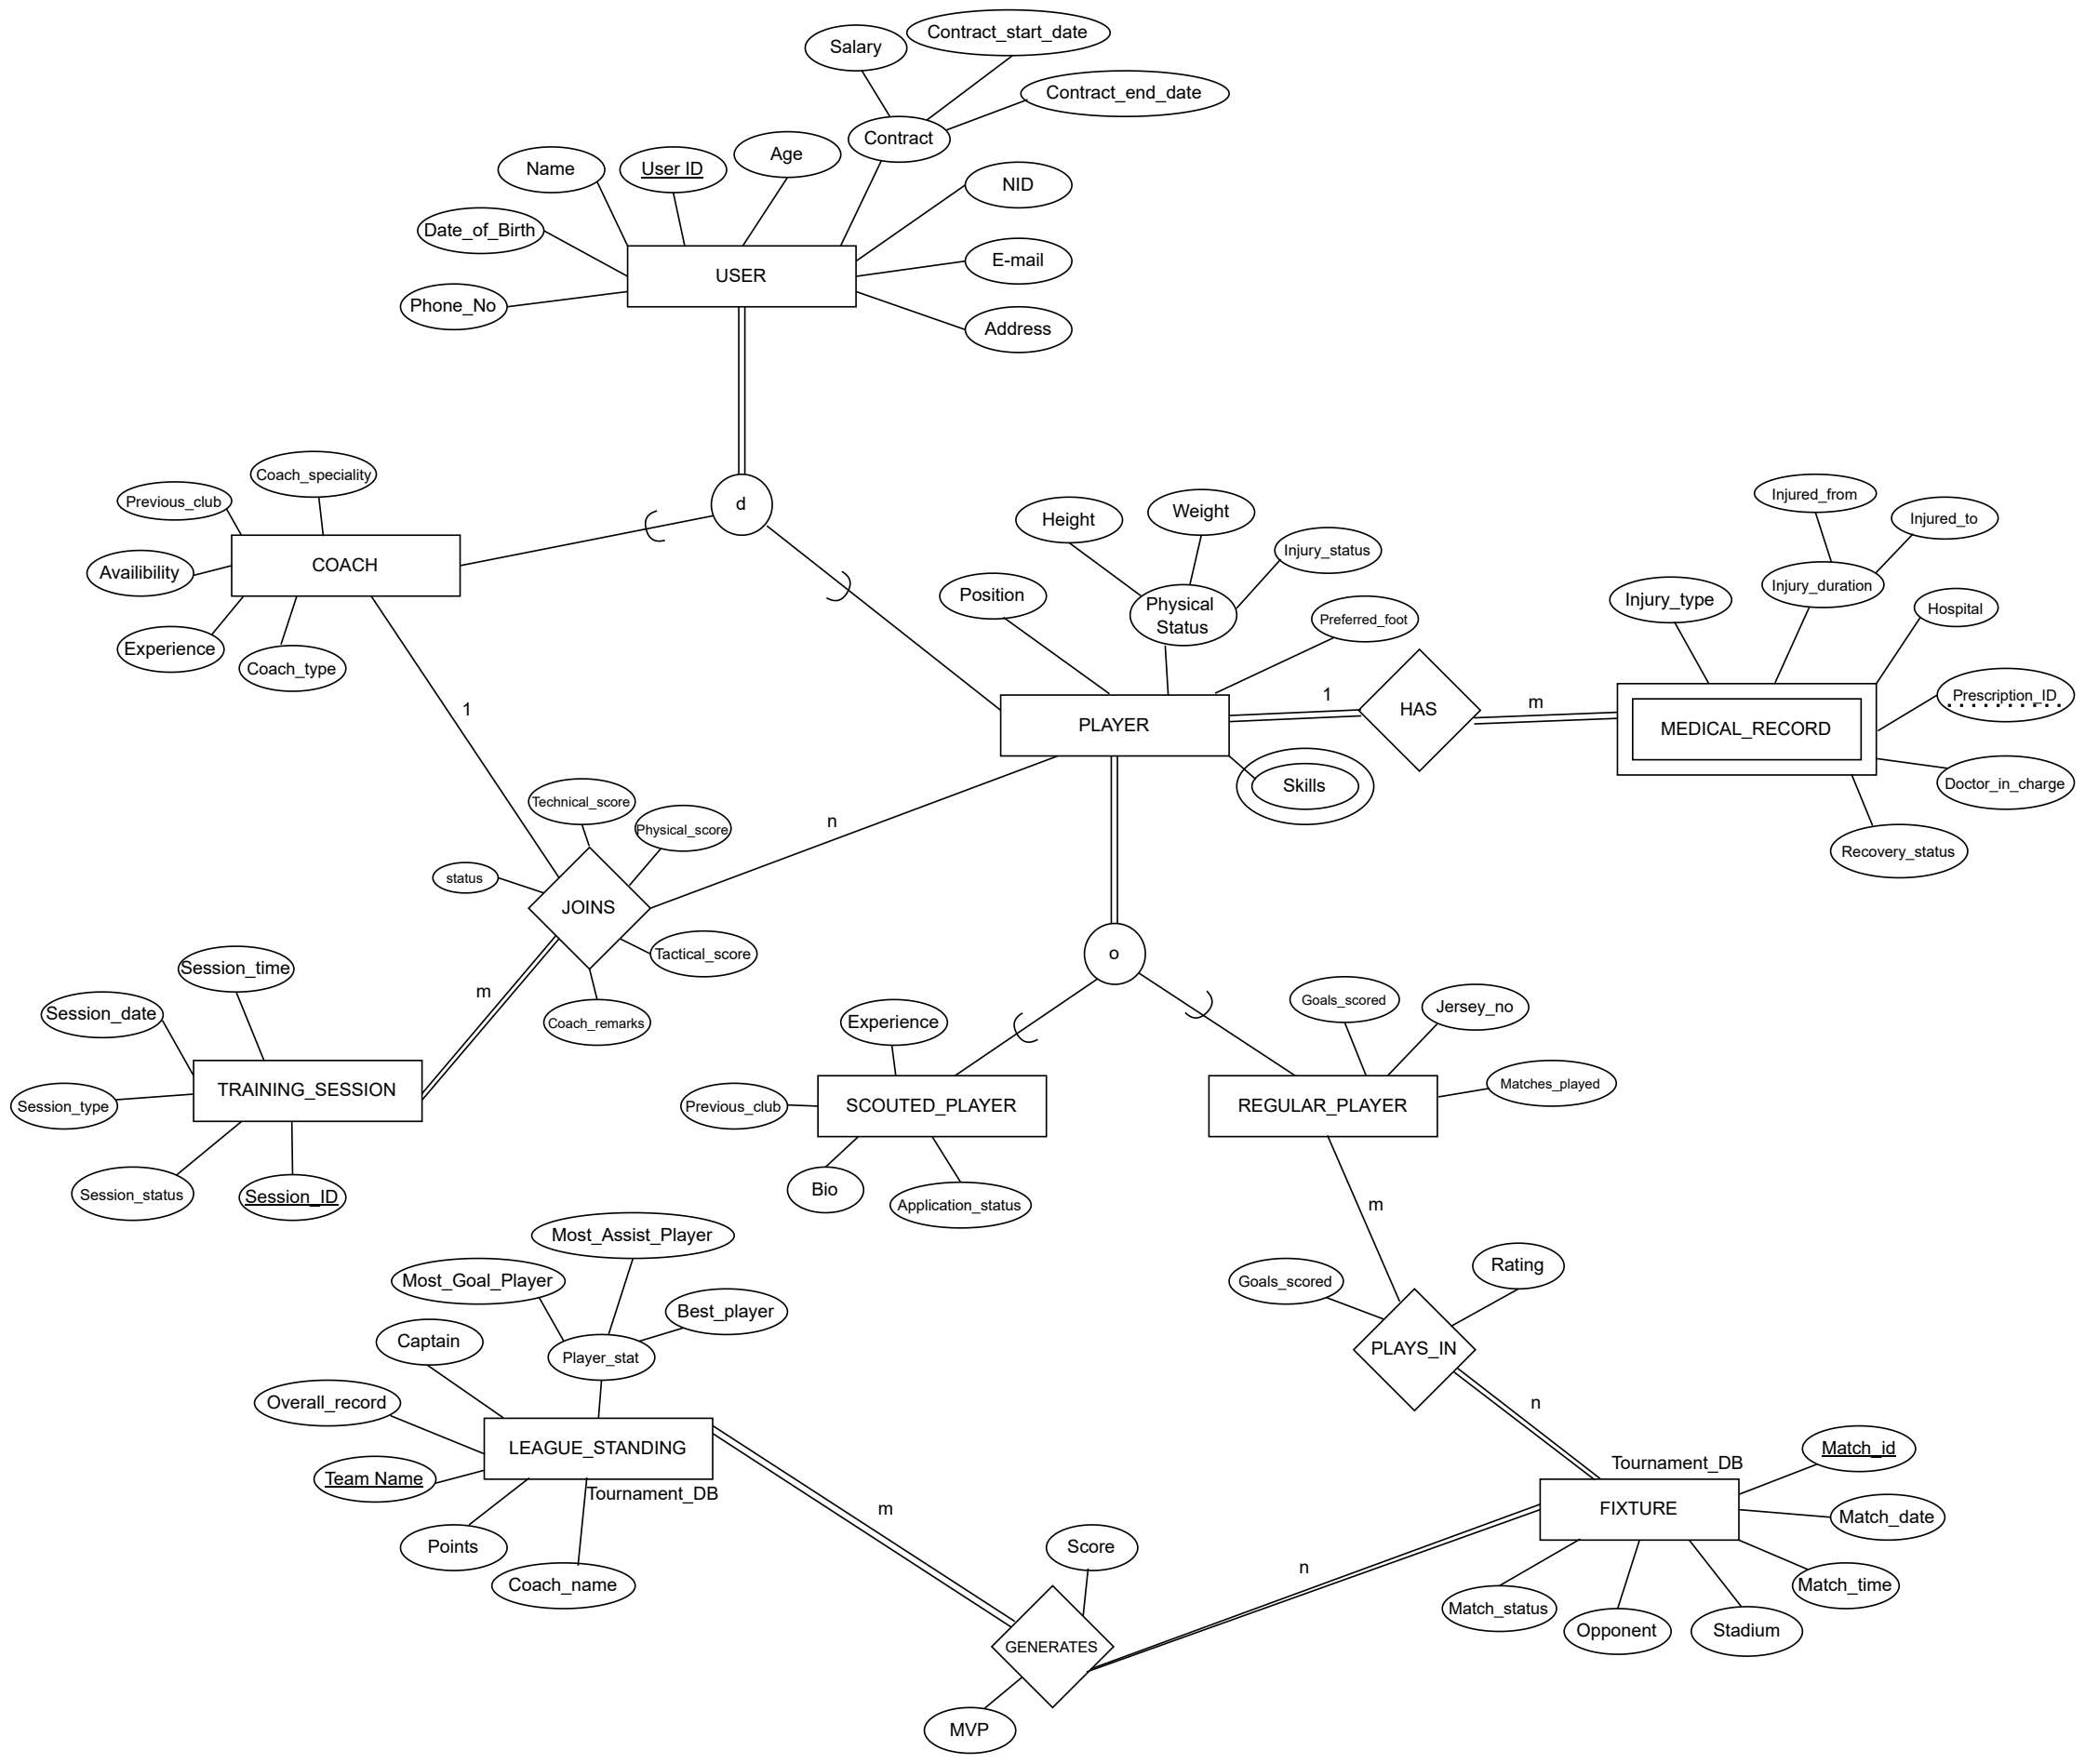 Contract_start_date
Salary
Contract_end_date
Contract
Age
Name
User ID
NID
Date_of_Birth
E-mail
USER
Phone_No
Address
Coach_speciality
Previous_club
d
Injured_from
Height
Weight
Injured_to
Injury_status
COACH
Availibility
Injury_duration
Position
Physical
Status
Injury_type
Hospital
Preferred_foot
Experience
Coach_type
1
1
m
HAS
Prescription_ID
PLAYER
MEDICAL_RECORD
Skills
Doctor_in_charge
Technical_score
n
Physical_score
Recovery_status
status
JOINS
Tactical_score
o
Session_time
m
Session_date
Coach_remarks
Experience
Goals_scored
Jersey_no
TRAINING_SESSION
Matches_played
Session_type
Previous_club
SCOUTED_PLAYER
REGULAR_PLAYER
Session_status
Session_ID
Bio
Application_status
m
Most_Assist_Player
Most_Goal_Player
Goals_scored
Rating
Best_player
Captain
Player_stat
PLAYS_IN
Overall_record
n
LEAGUE_STANDING
Match_id
Tournament_DB
Team Name
Tournament_DB
m
FIXTURE
Match_date
Points
Score
n
Coach_name
Match_time
Match_status
Opponent
Stadium
GENERATES
MVP